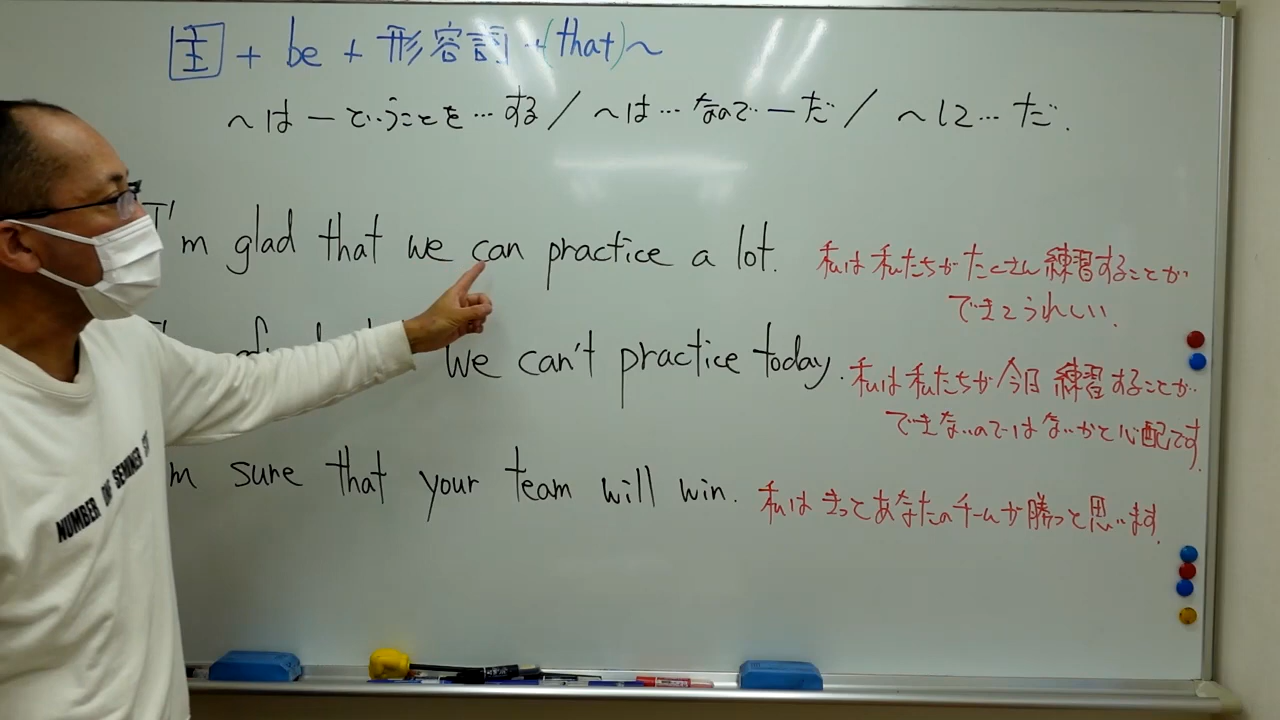 主 + be + 形容詞 + (that) ~
~は ― ということを … する / ~は … なので ― だ / ~して … だ.
I'm glad that we can practice a lot. 私は 私たちが たくさん 練習することが
できてうれしい.
we can't practice today. 私は 私たちが 今日 練習することが
できないのではないかと心配です.
m sure that your team will win. 私は きっと あなたのチームが 勝つと 思います.
NUMBER SEMINER